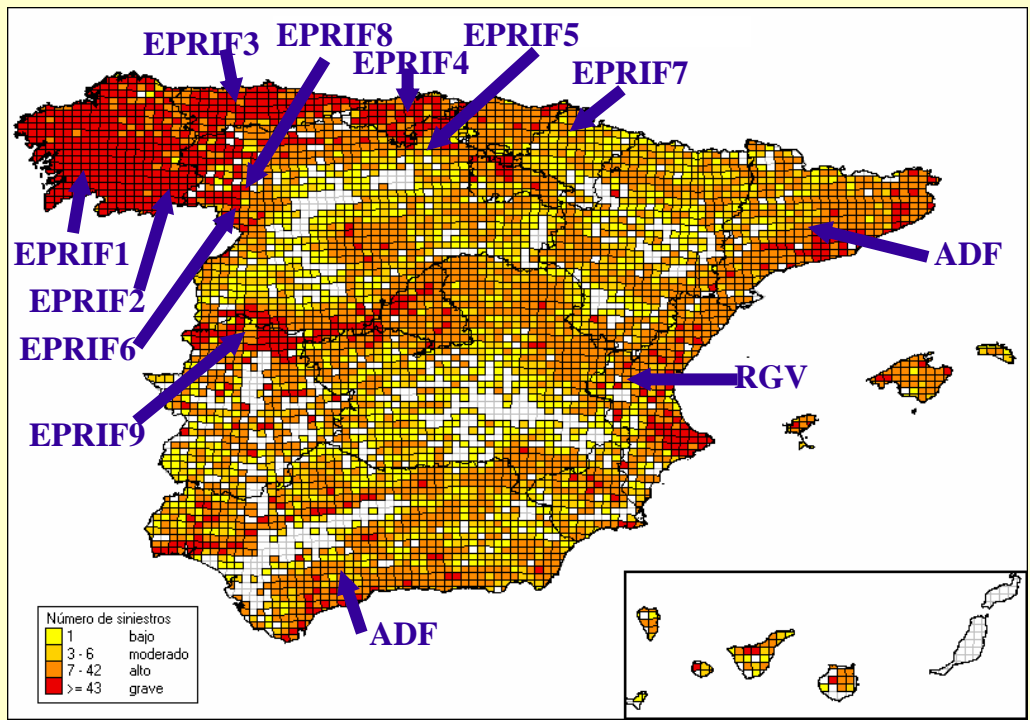 EPRIF3
EPRIF8
EPRIF4
EPRIF5
EPRIF7
EPRIF1
EPRIF2
EPRIF6
EPRIF9
ADF
RGV
ADF
Número de siniestros
1 bajo
3 - 6 moderado
7 - 42 alto
>= 43 grave